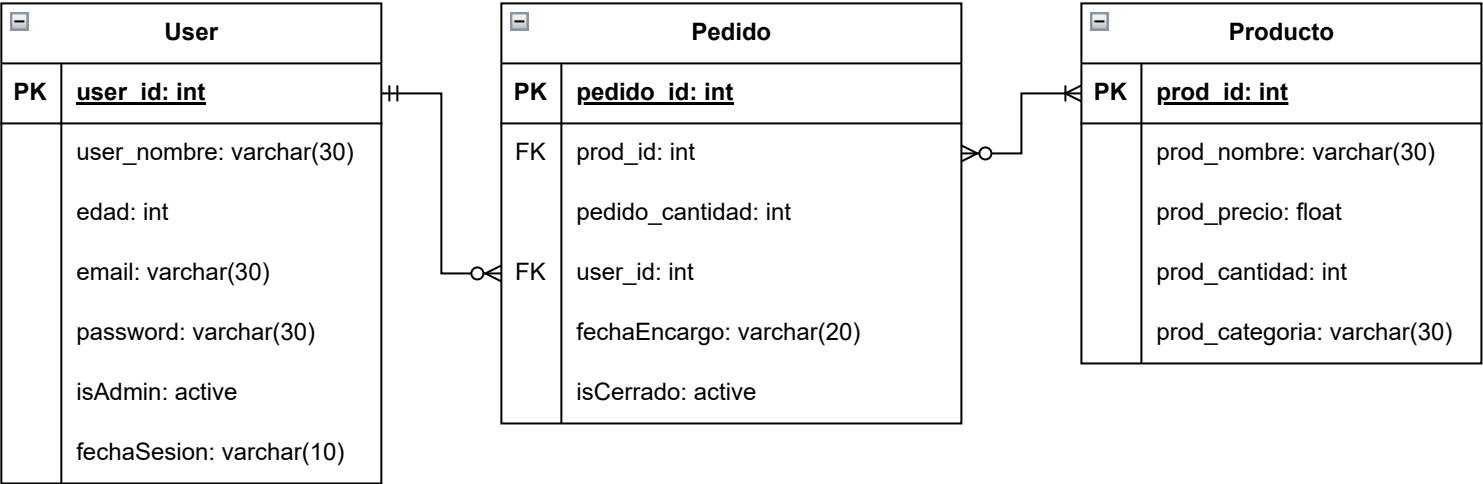 User
PK user_id: int
user_nombre: varchar(30)
edad: int
email: varchar(30)
password: varchar(30)
isAdmin: active
fechaSesion: varchar(10)
Pedido
PK pedido_id: int
FK prod_id: int
pedido_cantidad: int
FK user_id: int
fechaEncargo: varchar(20)
isCerrado: active
Producto
PK prod_id: int
prod_nombre: varchar(30)
prod_precio: float
prod_cantidad: int
prod_categoria: varchar(30)